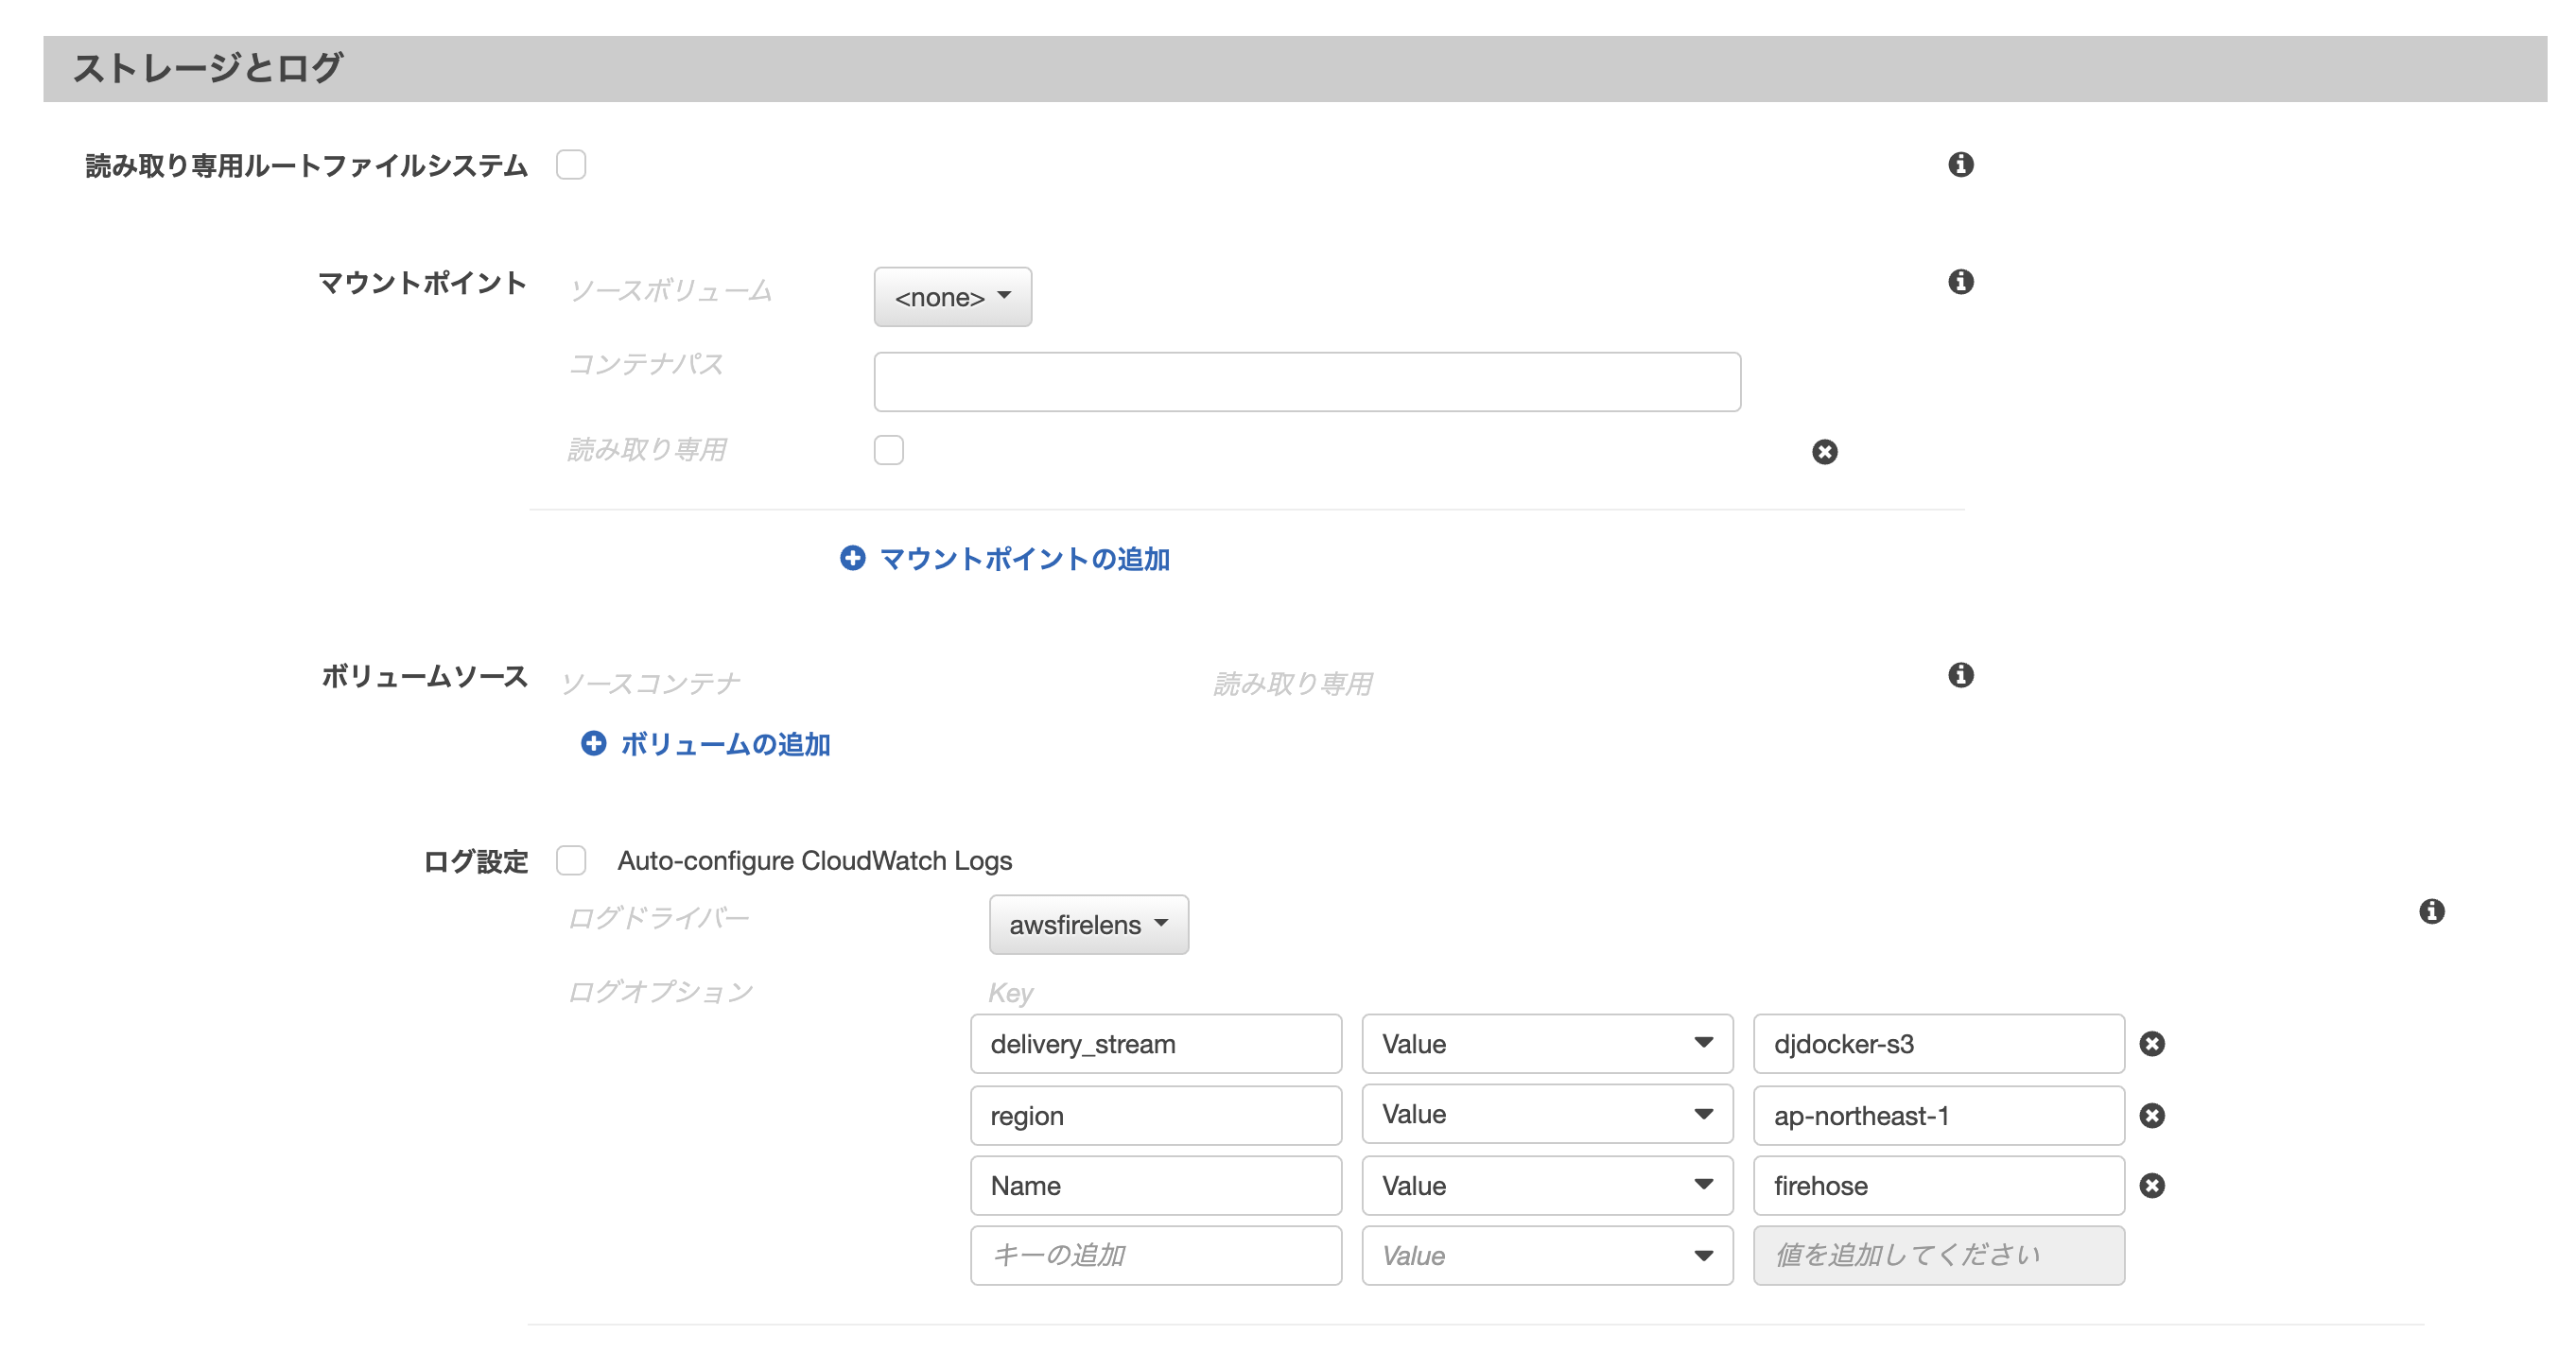 ストレージとログ
読み取り専用ルートファイルシステム
マウントポイント ソースボリューム <none>
コンテナパス
読み取り専用
マウントポイントの追加
ボリュームソース ソースコンテナ 読み取り専用
ボリュームの追加
ログ設定 Auto-configure CloudWatch Logs
ログドライバー awsfirelens
ログオプション Key
delivery_stream Value djdocker-s3
region Value ap-northeast-1
Name Value firehose
キーの追加 Value 値を追加してください